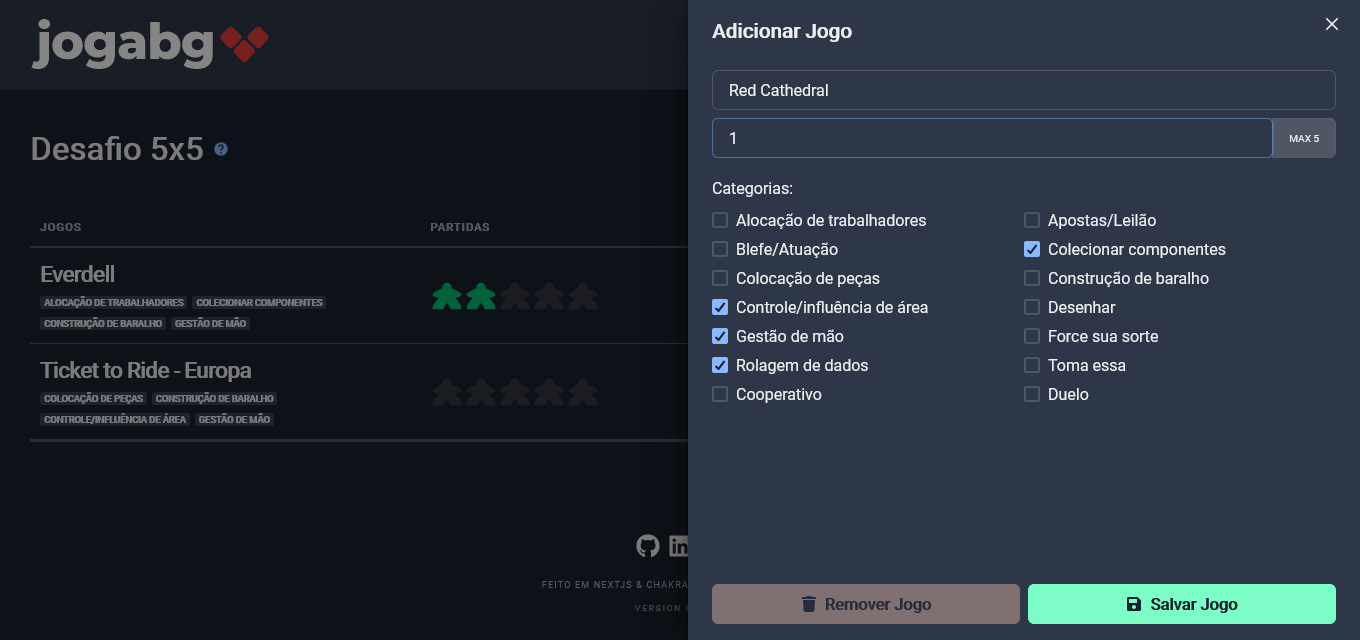 jogabg
Desafio 5x5 ?
JOGOS PARTIDAS
Everdell
ALOCAÇÃO DE TRABALHADORES COLECIONAR COMPONENTES
CONSTRUÇÃO DE BARALHO GESTÃO DE MÃO
Ticket to Ride - Europa
COLOCAÇÃO DE PEÇAS CONSTRUÇÃO DE BARALHO
CONTROLE/INFLUÊNCIA DE ÁREA GESTÃO DE MÃO
in
FEITO EM NEXTJS & CHAKRA
VERSION
Adicionar Jogo
Red Cathedral
1 MAX 5
Categorias:
Alocação de trabalhadores Apostas/Leilão
Blefe/Atuação Colecionar componentes
Colocação de peças Construção de baralho
Controle/influência de área Desenhar
Gestão de mão Force sua sorte
Rolagem de dados Toma essa
Cooperativo Duelo
Remover Jogo Salvar Jogo